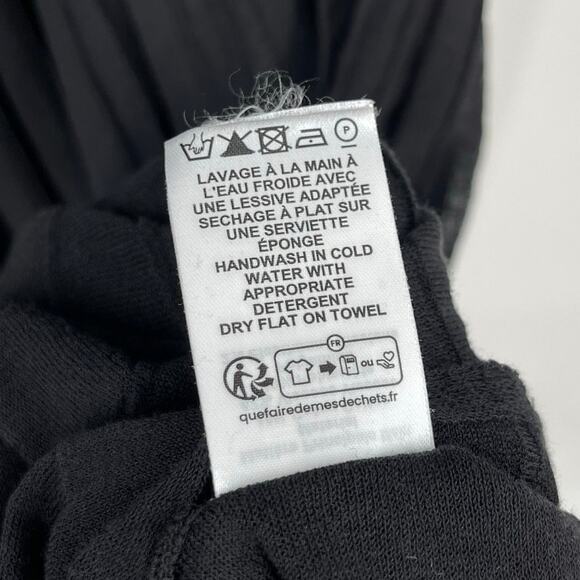 P
LAVAGE À LA MAIN À
L'EAU FROIDE AVEC
UNE LESSIVE ADAPTÉE
SECHAGE À PLAT SUR
UNE SERVIETTE
ÉPONGE
HANDWASH IN COLD
WATER WITH
APPROPRIATE
DETERGENT
DRY FLAT ON TOWEL
FR
ou
quefairedemesdechets.fr